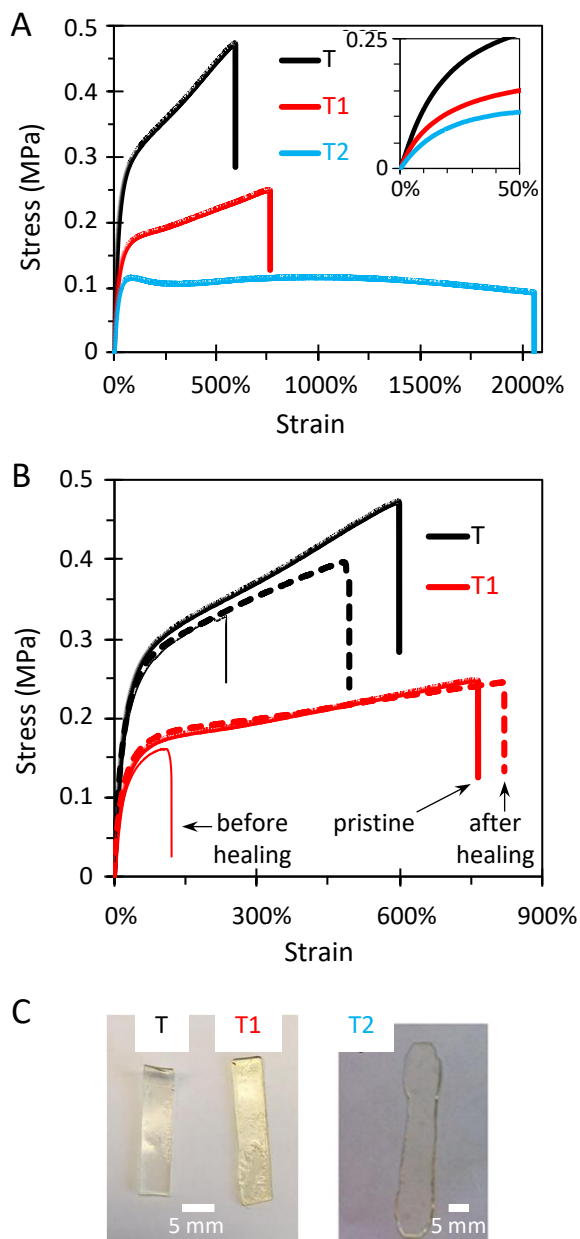 A
0.5
0.4
0.3
0.2
0.1
0
Stress (MPa)
T
T1
T2
0.25
0
0%
50%
0%
500%
1000%
1500%
2000%
Strain
B
0.5
0.4
0.3
0.2
0.1
0
Stress (MPa)
T
T1
before
healing
pristine
after
healing
0%
300%
600%
900%
Strain
C
T
T1
T2
5 mm
5 mm